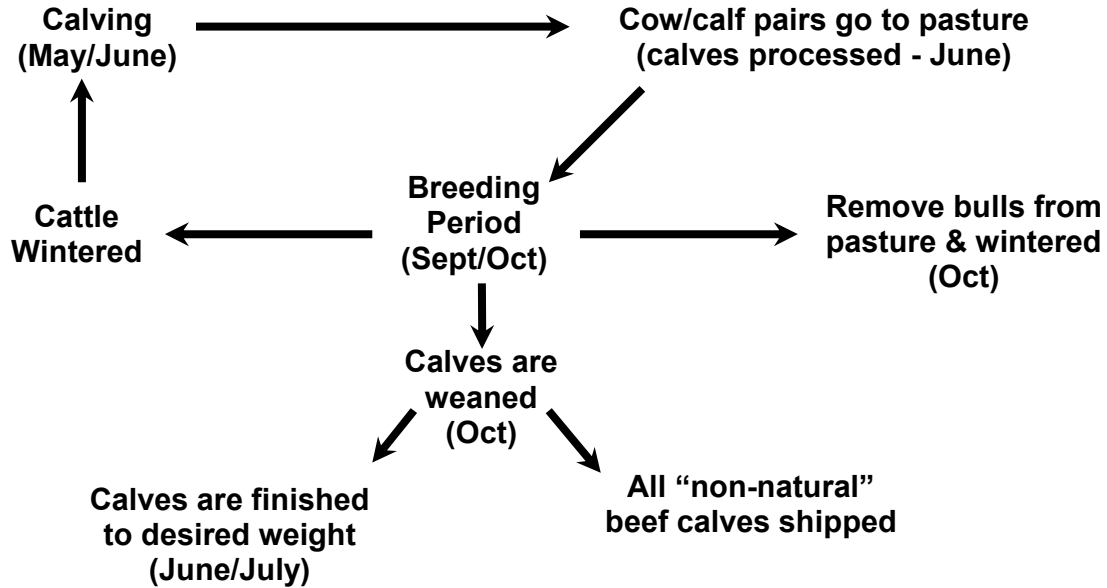 Calving
(May/June)
Cow/calf pairs go to pasture
(calves processed - June)
Cattle
Wintered
Breeding
Period
(Sept/Oct)
Remove bulls from
pasture & wintered
(Oct)
Calves are
weaned
(Oct)
Calves are finished
to desired weight
(June/July)
All “non-natural”
beef calves shipped